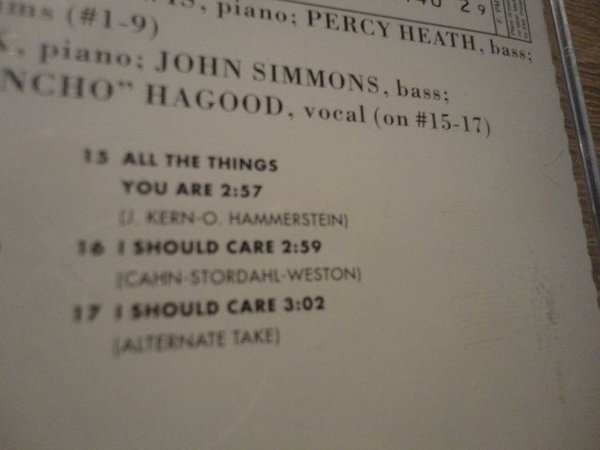 piano; PERCY HEATH, bass;
ms (#1-9)
piano; JOHN SIMMONS, bass;
NCHO" HAGOOD, vocal (on #15-17)
15 ALL THE THINGS
YOU ARE 2:57
(J. KERN-O. HAMMERSTEIN)
16 I SHOULD CARE 2:59
(CAHN-STORDAHL-WESTON)
17 I SHOULD CARE 3:02
(ALTERNATE TAKE)